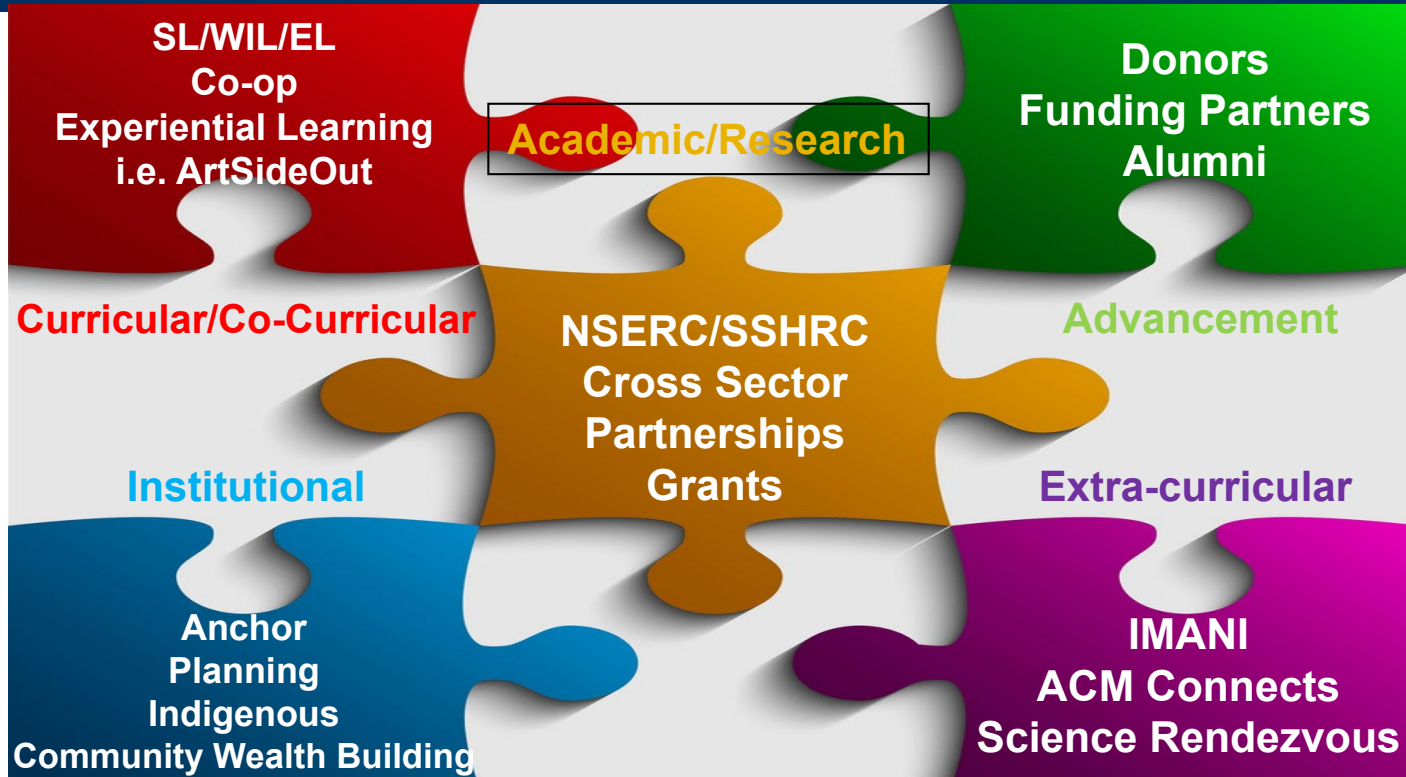 SL/WIL/EL
Co-op
Experiential Learning
i.e. ArtSideOut
Academic/Research
Donors
Funding Partners
Alumni
Curricular/Co-Curricular
NSERC/SSHRC
Cross Sector
Partnerships
Grants
Advancement
Institutional
Extra-curricular
Anchor
Planning
Indigenous
Community Wealth Building
IMANI
ACM Connects
Science Rendezvous